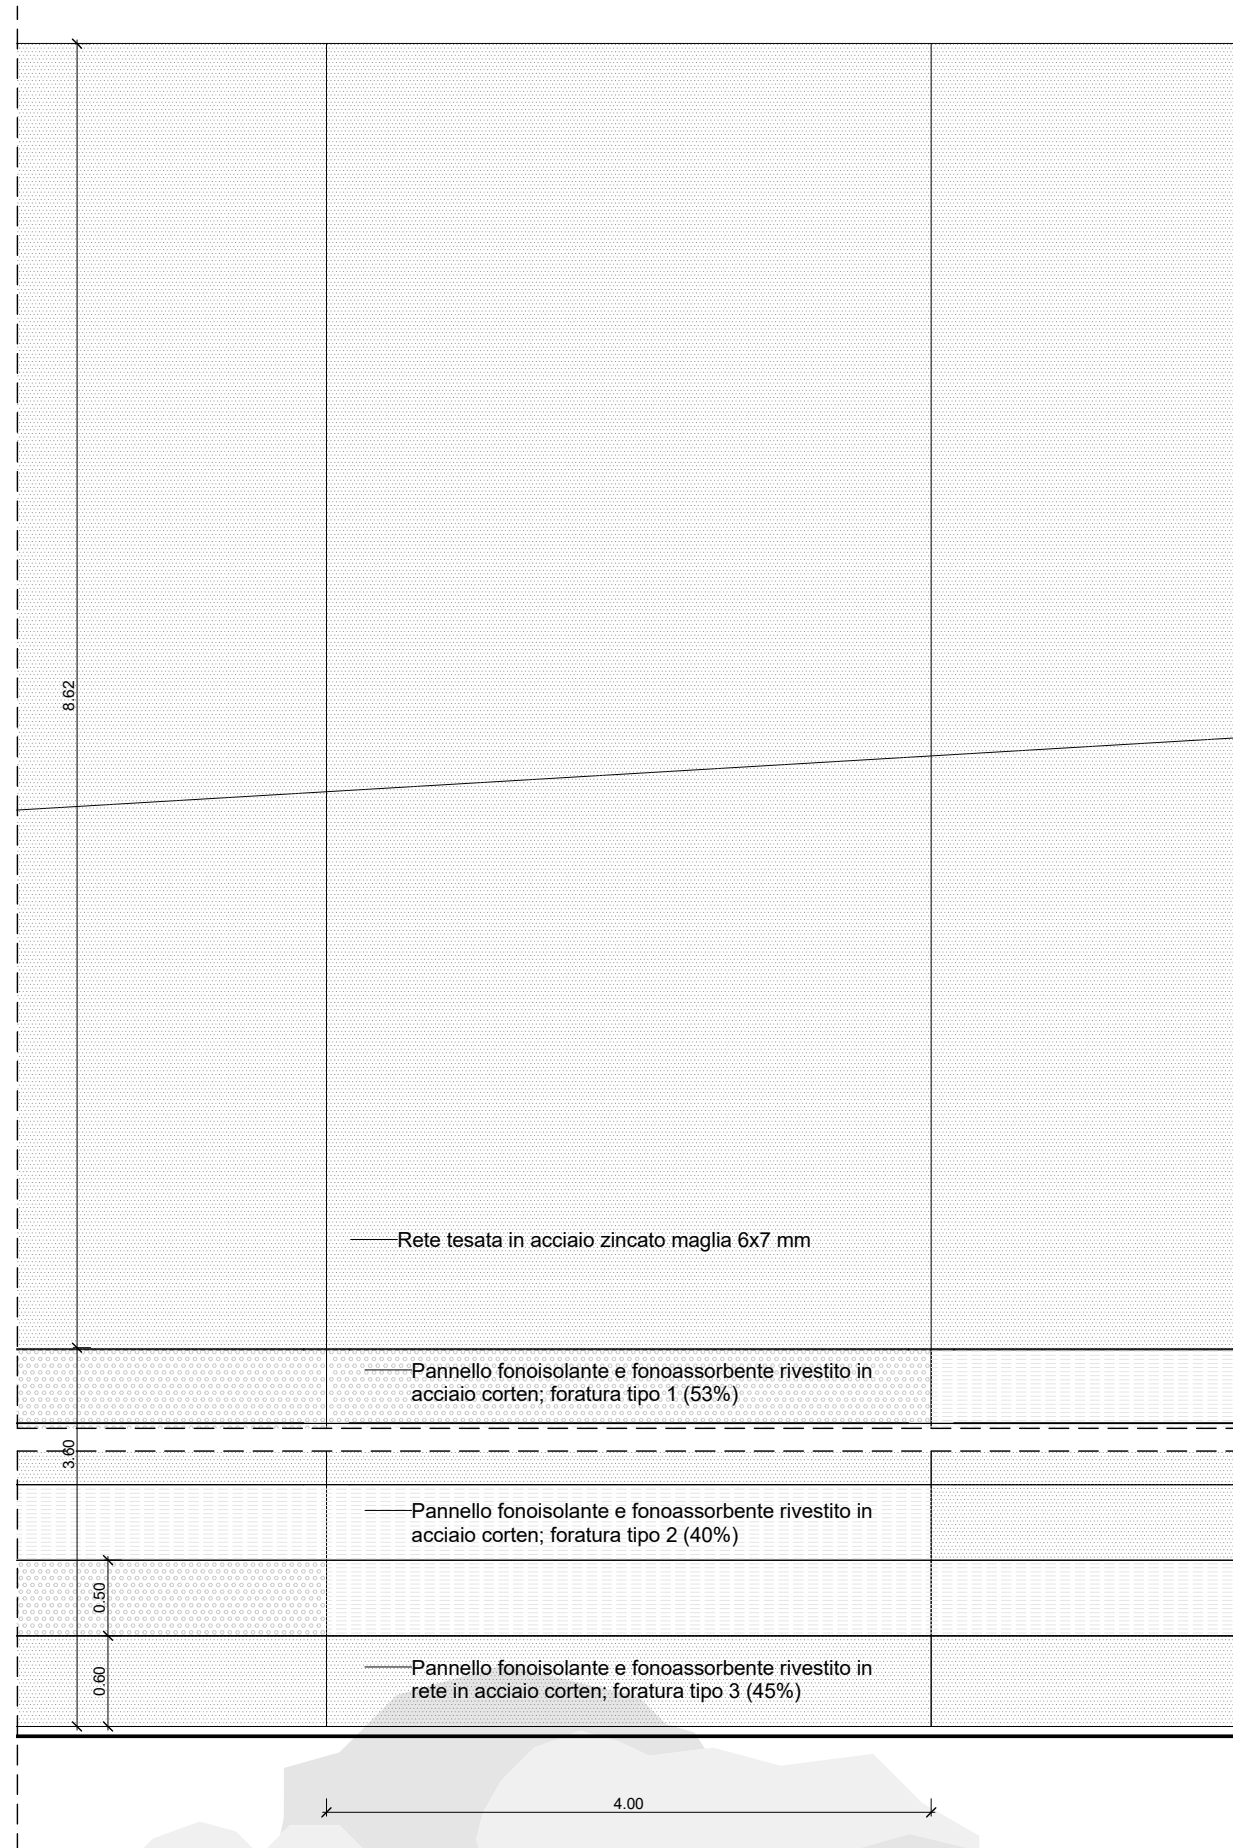 8.62
Rete tesata in acciaio zincato maglia 6x7 mm
Pannello fonoisolante e fonoassorbente rivestito in
acciaio corten; foratura tipo 1 (53%)
3.60
Pannello fonoisolante e fonoassorbente rivestito in
acciaio corten; foratura tipo 2 (40%)
0.50
Pannello fonoisolante e fonoassorbente rivestito in
rete in acciaio corten; foratura tipo 3 (45%)
0.60
4.00